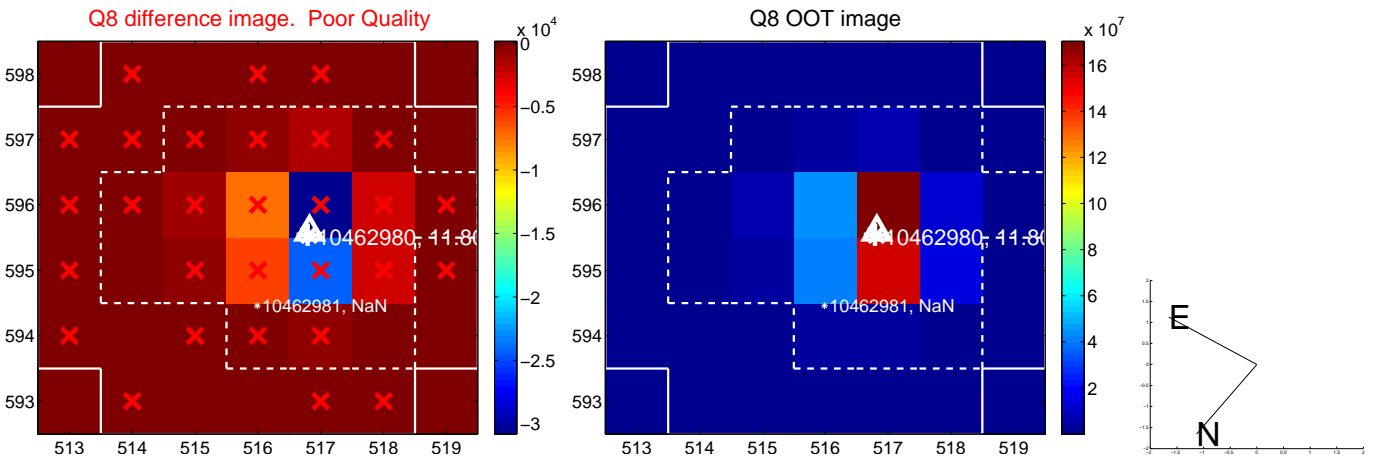 Q8 difference image. Poor Quality
x 10^4
598
597
596
595
594
593
513 514 515 516 517 518 519
0
−0.5
−1
−1.5
−2
−2.5
−3
10462980, 11.80
10462981, NaN
Q8 OOT image
x 10^7
598
597
596
595
594
593
513 514 515 516 517 518 519
16
14
12
10
8
6
4
2
10462980, 11.80
10462981, NaN
E
N